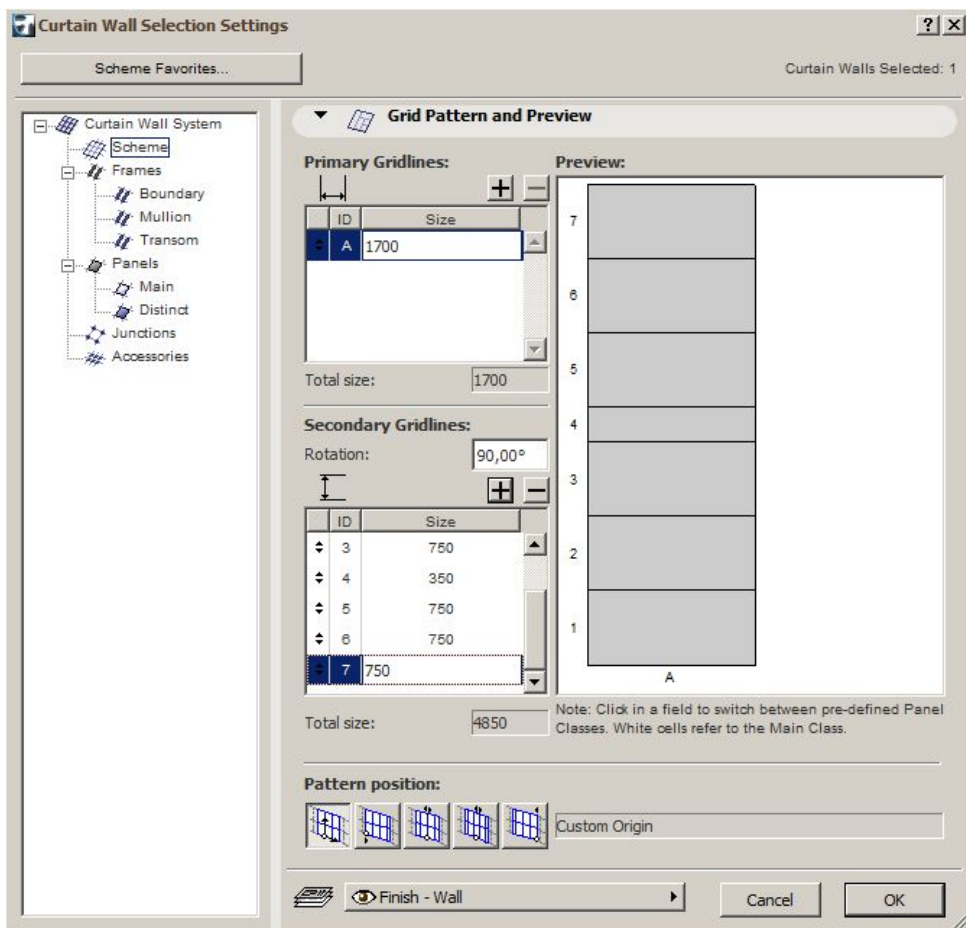 Curtain Wall Selection Settings
Scheme Favorites...
Curtain Walls Selected: 1
Curtain Wall System
Scheme
Frames
Boundary
Mullion
Transom
Panels
Main
Distinct
Junctions
Accessories
Grid Pattern and Preview
Primary Gridlines:
ID Size
A 1700
Total size: 1700
Secondary Gridlines:
Rotation: 90,00°
ID Size
3 750
4 350
5 750
6 750
7 750
Total size: 4850
Preview:
7
6
5
4
3
2
1
A
Note: Click in a field to switch between pre-defined Panel
Classes. White cells refer to the Main Class.
Pattern position:
Custom Origin
Finish - Wall
Cancel
OK